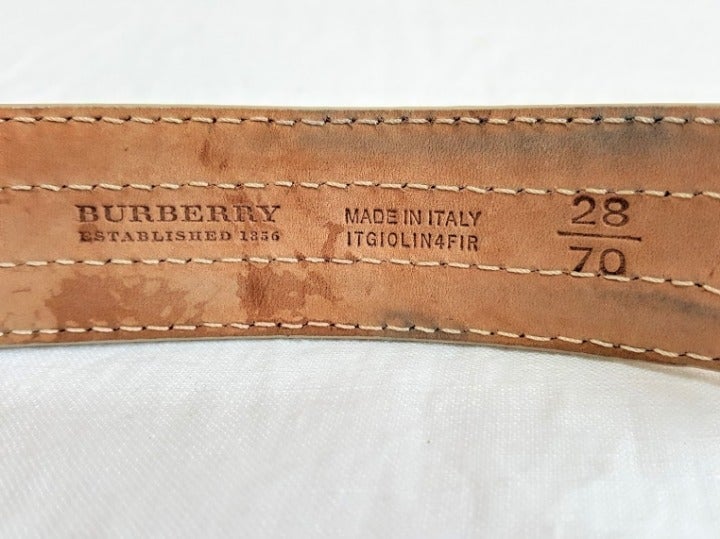 BURBERRY
ESTABLISHED 1856
MADE IN ITALY
ITGIOLIN4FIR
28
70